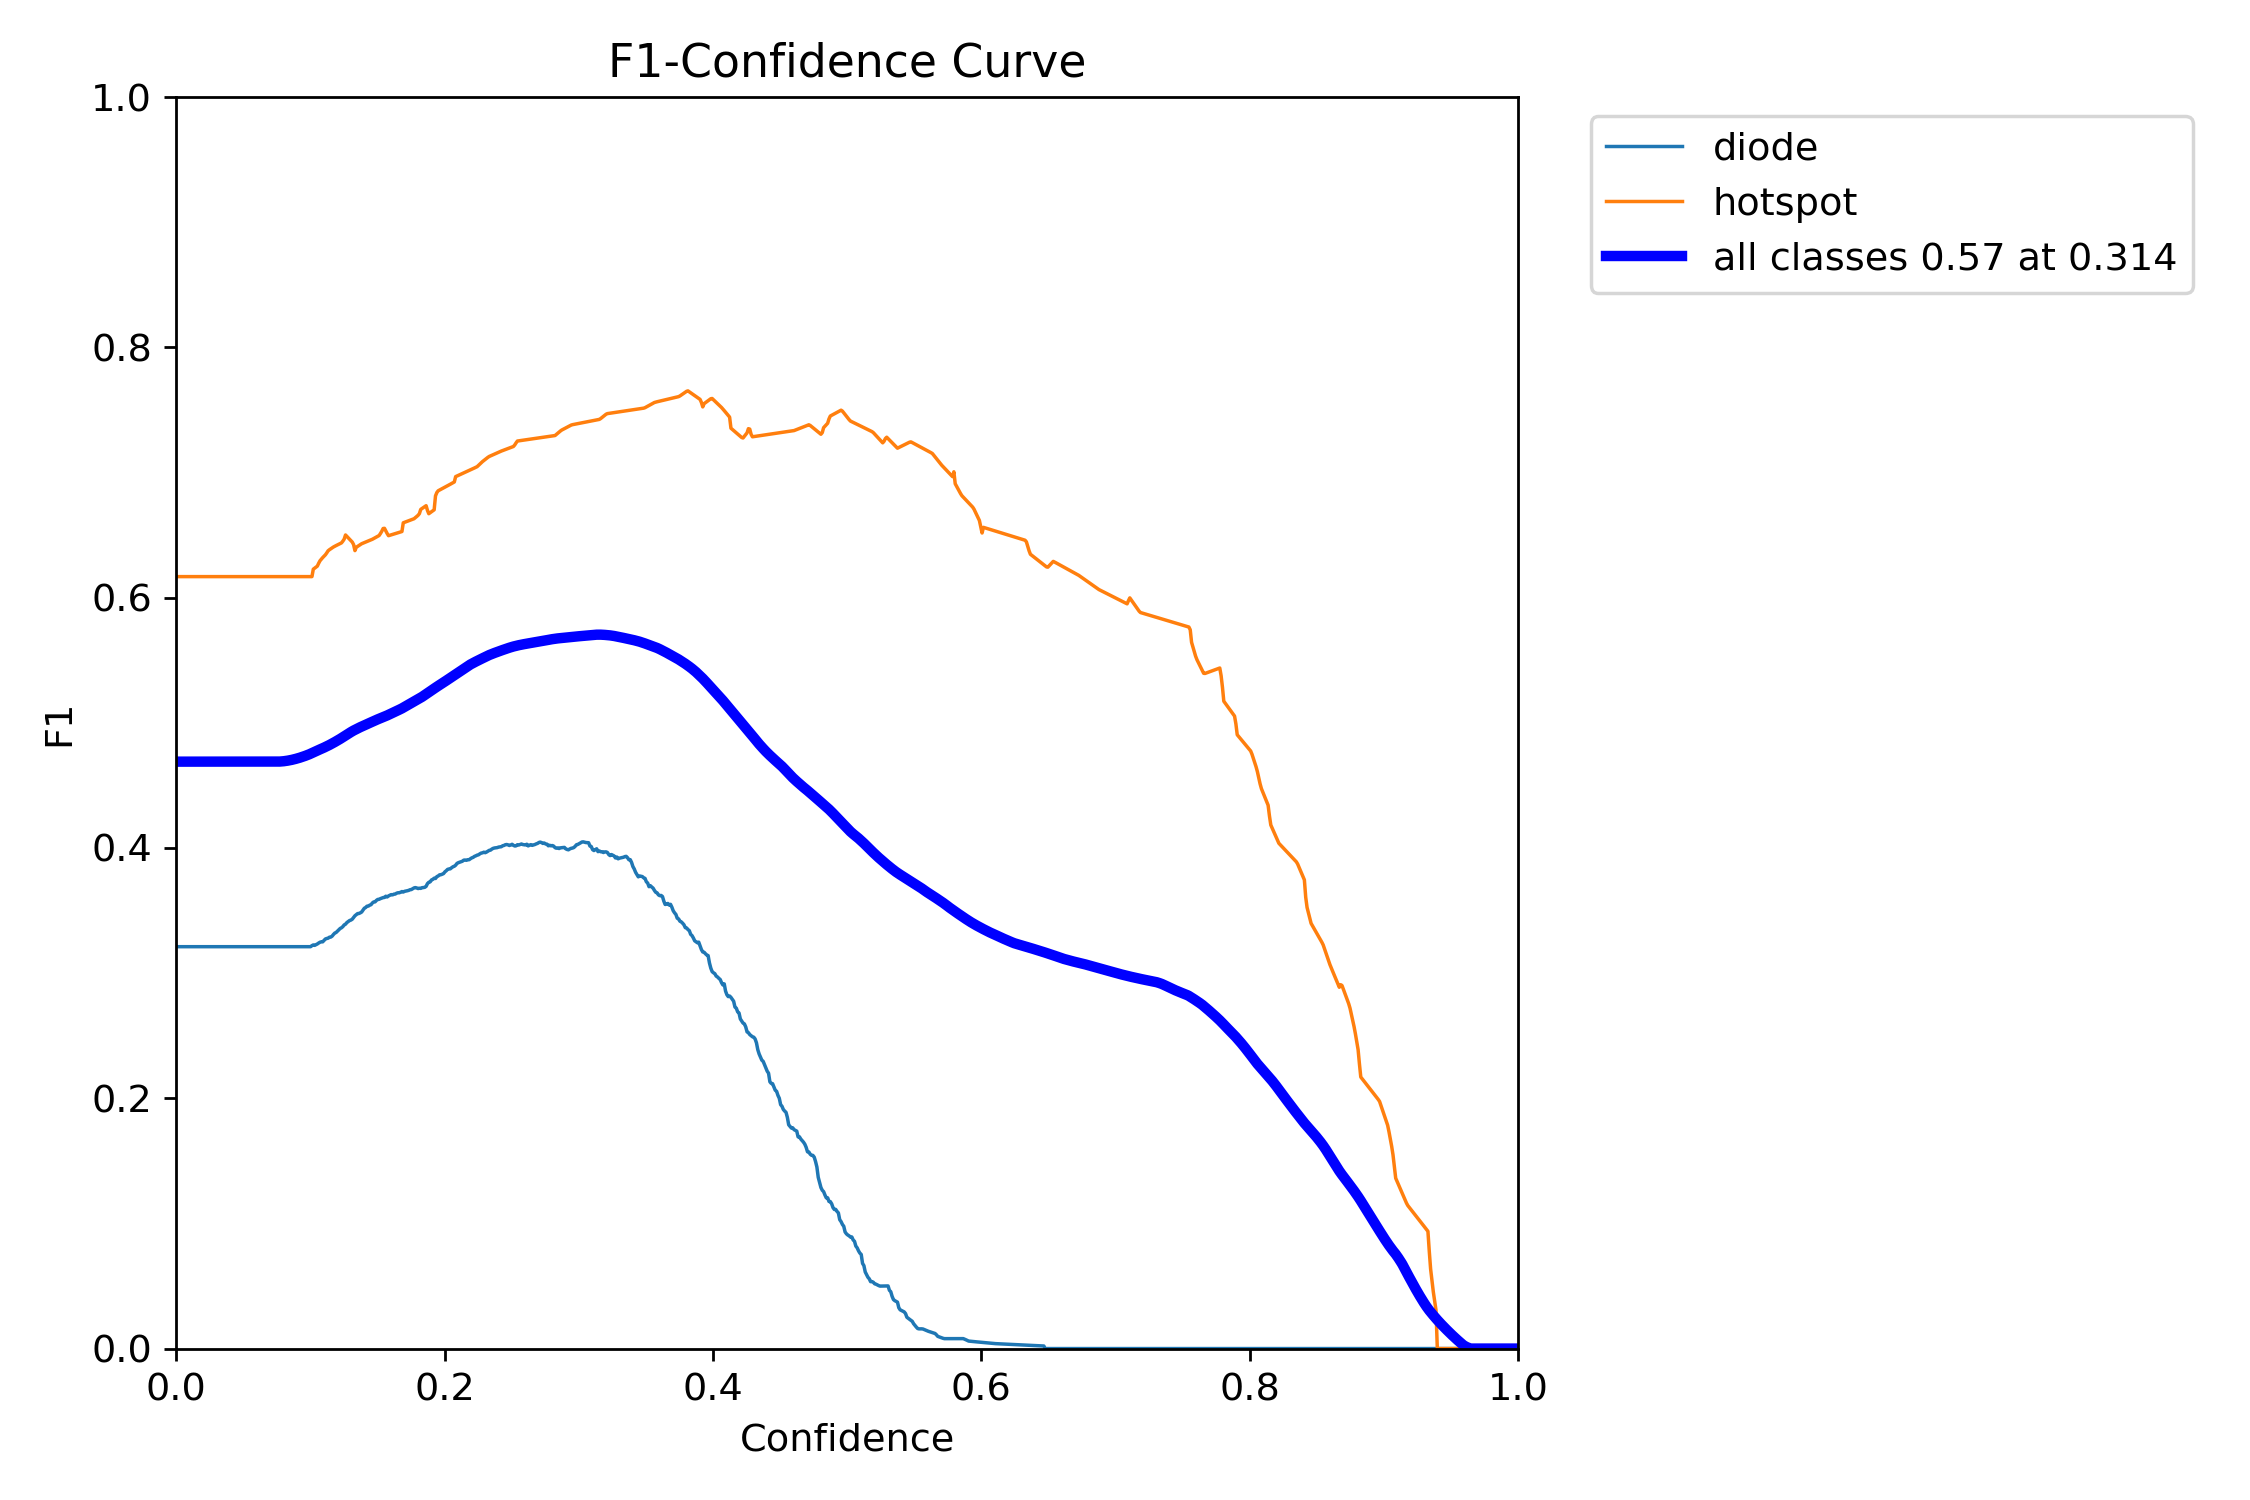 F1-Confidence Curve
1.0
0.8
0.6
0.4
0.2
0.0
F1
0.0 0.2 0.4 0.6 0.8 1.0
Confidence
diode
hotspot
all classes 0.57 at 0.314